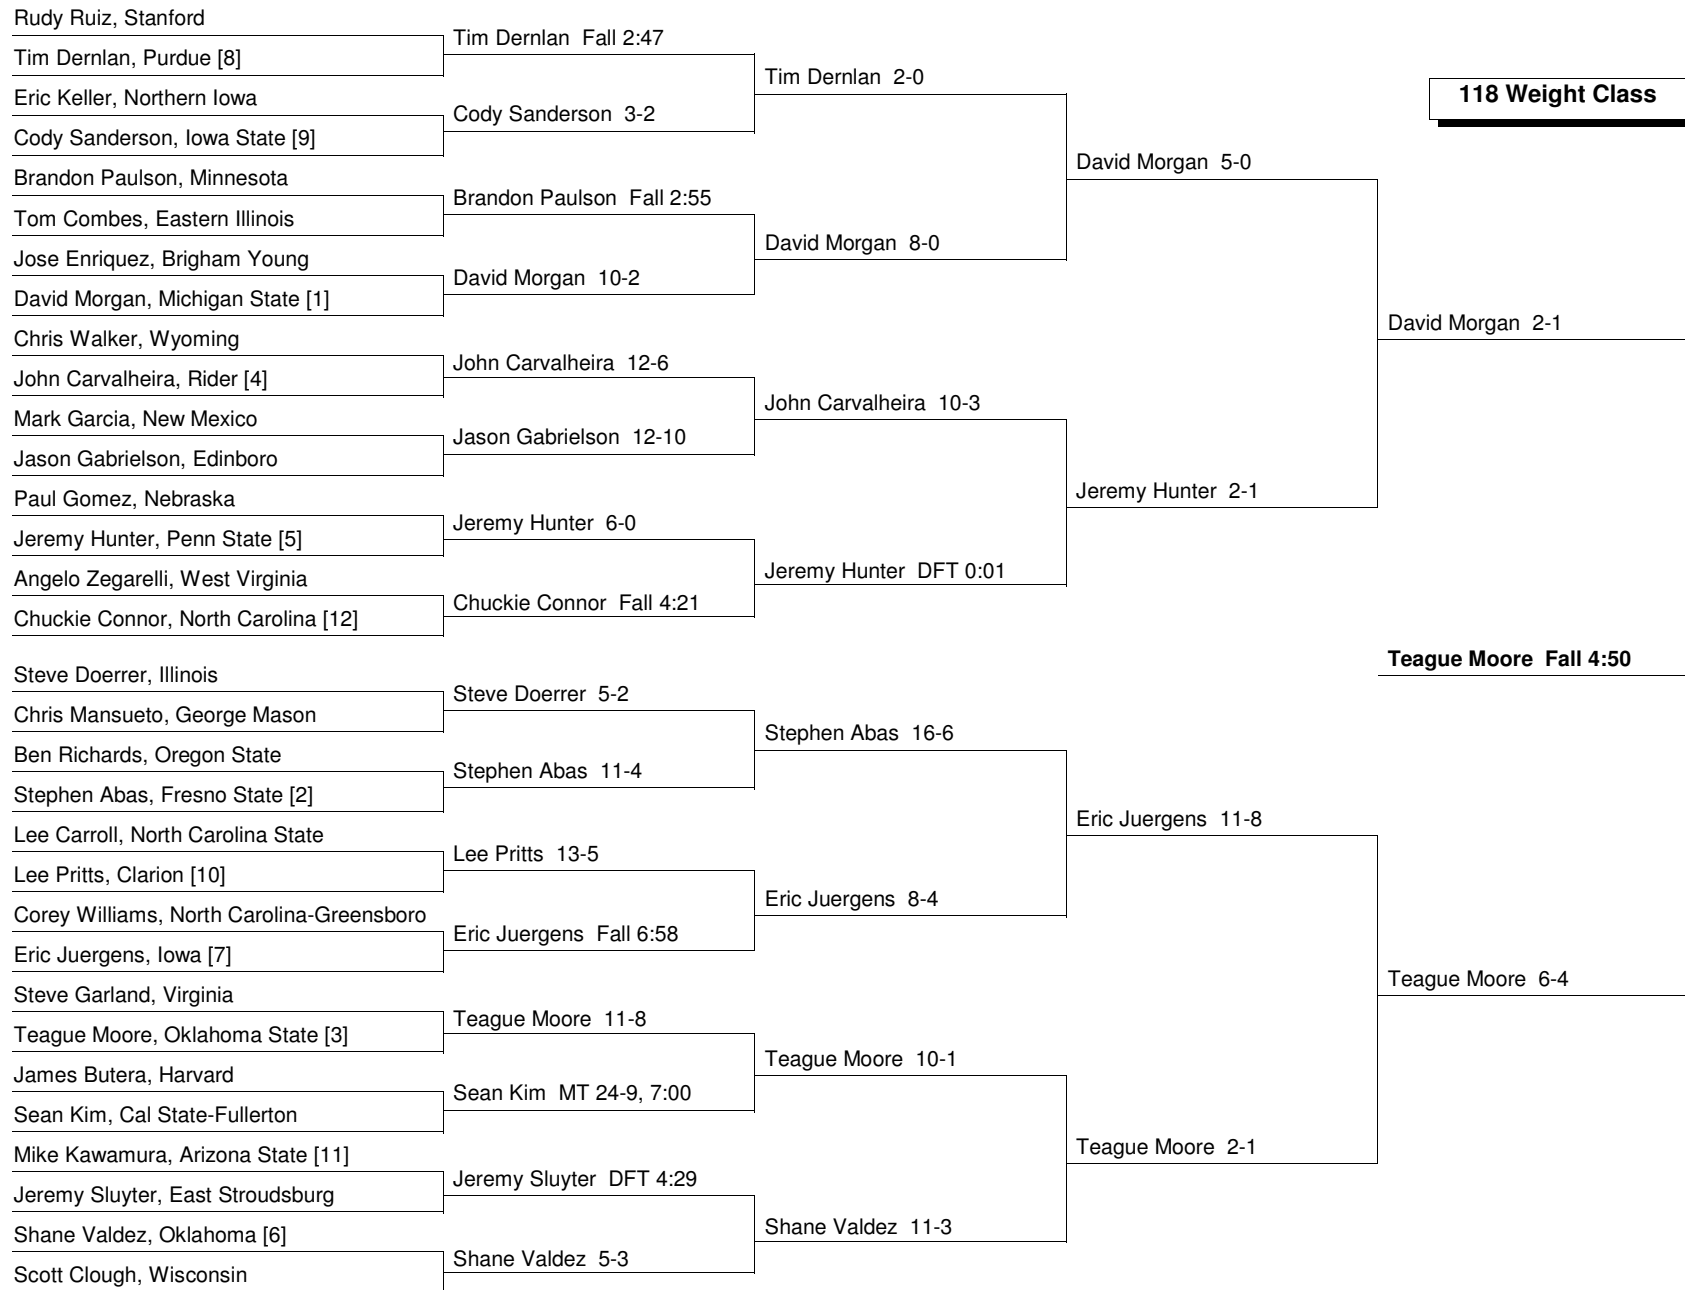 Rudy Ruiz, Stanford
Tim Dernlan, Purdue [8]
Eric Keller, Northern Iowa
Cody Sanderson, Iowa State [9]
Brandon Paulson, Minnesota
Tom Combes, Eastern Illinois
Jose Enriquez, Brigham Young
David Morgan, Michigan State [1]
Chris Walker, Wyoming
John Carvalheira, Rider [4]
Mark Garcia, New Mexico
Jason Gabrielson, Edinboro
Paul Gomez, Nebraska
Jeremy Hunter, Penn State [5]
Angelo Zegarelli, West Virginia
Chuckie Connor, North Carolina [12]
Steve Doerrer, Illinois
Chris Mansueto, George Mason
Ben Richards, Oregon State
Stephen Abas, Fresno State [2]
Lee Carroll, North Carolina State
Lee Pritts, Clarion [10]
Corey Williams, North Carolina-Greensboro
Eric Juergens, Iowa [7]
Steve Garland, Virginia
Teague Moore, Oklahoma State [3]
James Butera, Harvard
Sean Kim, Cal State-Fullerton
Mike Kawamura, Arizona State [11]
Jeremy Sluyter, East Stroudsburg
Shane Valdez, Oklahoma [6]
Scott Clough, Wisconsin
Tim Dernlan Fall 2:47
Cody Sanderson 3-2
Brandon Paulson Fall 2:55
David Morgan 10-2
John Carvalheira 12-6
Jason Gabrielson 12-10
Jeremy Hunter 6-0
Chuckie Connor Fall 4:21
Steve Doerrer 5-2
Stephen Abas 11-4
Lee Pritts 13-5
Eric Juergens Fall 6:58
Teague Moore 11-8
Sean Kim MT 24-9, 7:00
Jeremy Sluyter DFT 4:29
Shane Valdez 5-3
Tim Dernlan 2-0
David Morgan 8-0
John Carvalheira 10-3
Jeremy Hunter DFT 0:01
Stephen Abas 16-6
Eric Juergens 8-4
Teague Moore 10-1
Shane Valdez 11-3
David Morgan 5-0
Jeremy Hunter 2-1
Eric Juergens 11-8
Teague Moore 2-1
118 Weight Class
David Morgan 2-1
Teague Moore Fall 4:50
Teague Moore 6-4